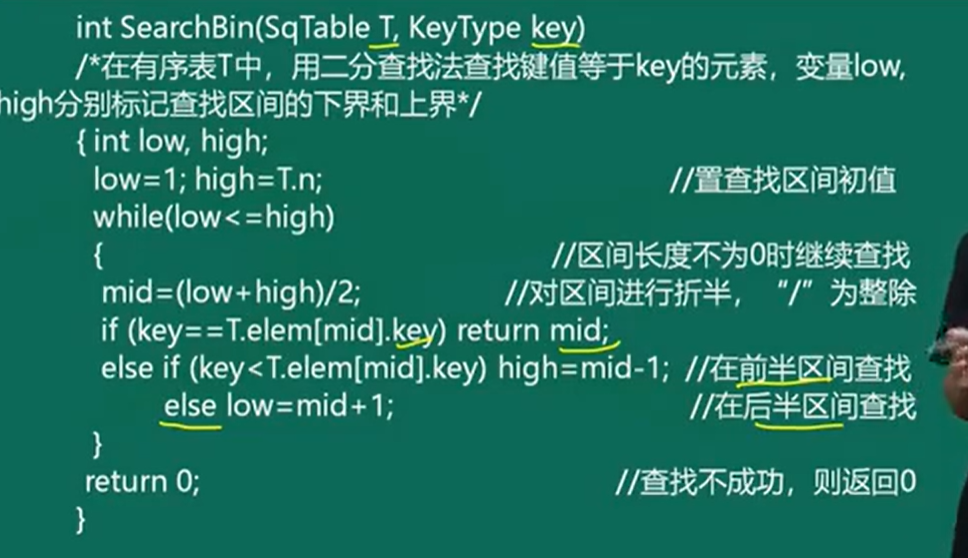 int SearchBin(SqTable T, KeyType key)
/*在有序表T中，用二分查找法查找键值等于key的元素，变量low,
high分别标记查找区间的下界和上界*/
{ int low, high;
low=1; high=T.n; //置查找区间初值
while(low<=high)
{ //区间长度不为0时继续查找
mid=(low+high)/2; //对区间进行折半，“/”为整除
if (key==T.elem[mid].key) return mid;
else if (key<T.elem[mid].key) high=mid-1; //在前半区间查找
else low=mid+1; //在后半区间查找
}
return 0; //查找不成功，则返回0
}